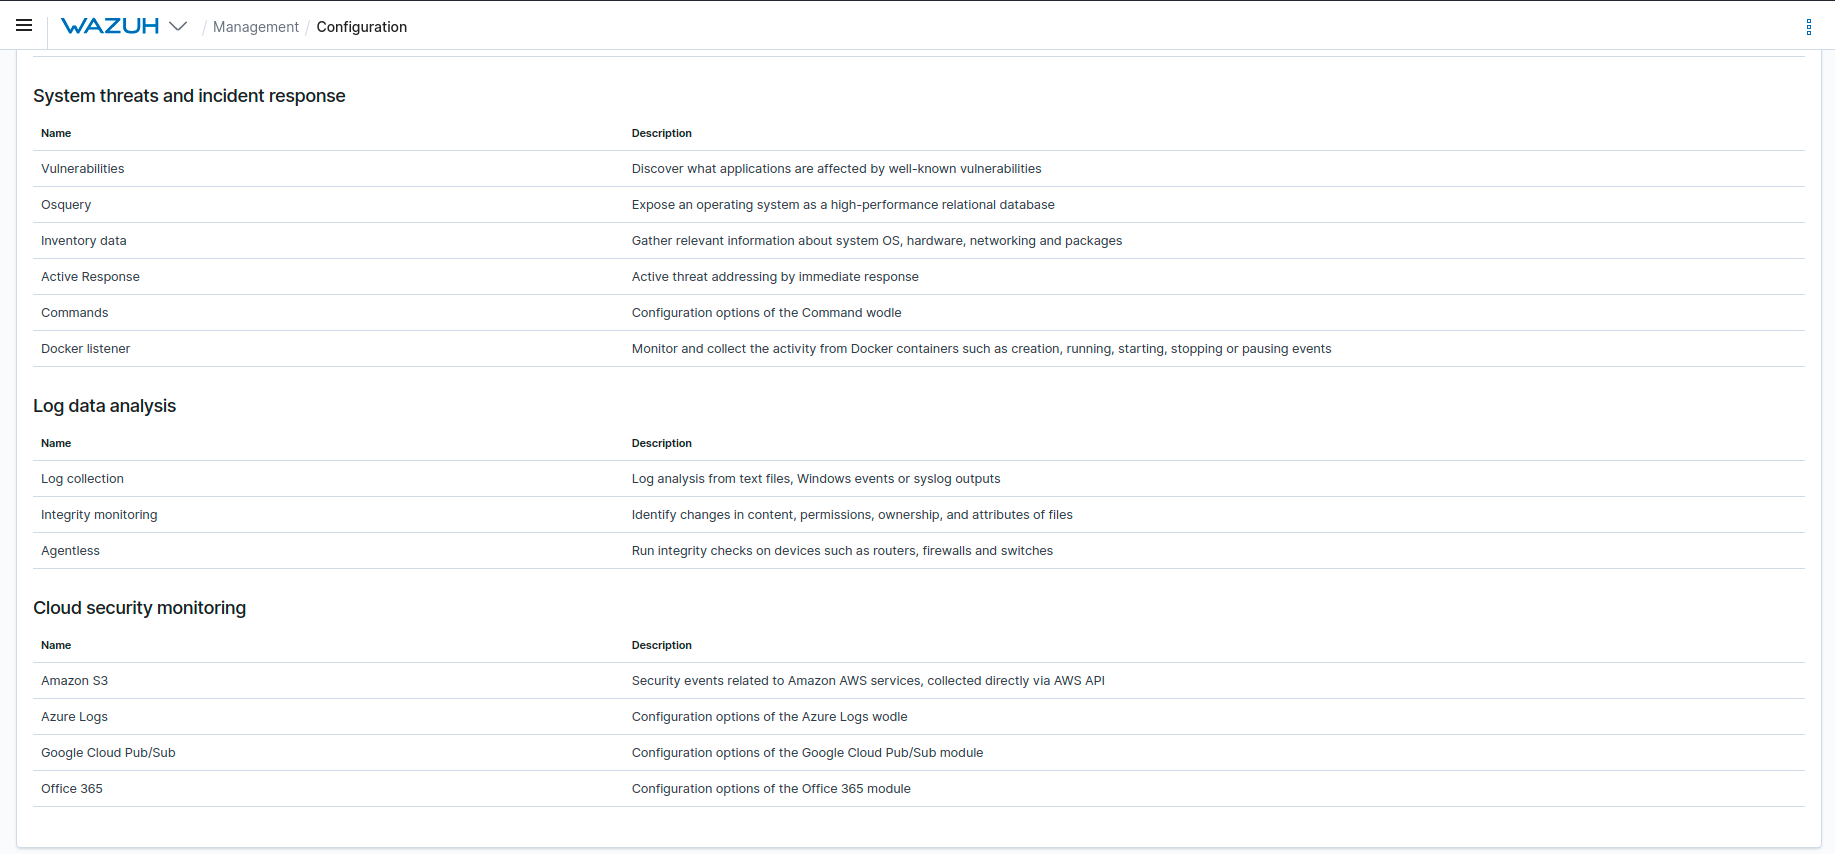 WAZUH / Management / Configuration
System threats and incident response
Name Description
Vulnerabilities Discover what applications are affected by well-known vulnerabilities
Osquery Expose an operating system as a high-performance relational database
Inventory data Gather relevant information about system OS, hardware, networking and packages
Active Response Active threat addressing by immediate response
Commands Configuration options of the Command wodle
Docker listener Monitor and collect the activity from Docker containers such as creation, running, starting, stopping or pausing events
Log data analysis
Name Description
Log collection Log analysis from text files, Windows events or syslog outputs
Integrity monitoring Identify changes in content, permissions, ownership, and attributes of files
Agentless Run integrity checks on devices such as routers, firewalls and switches
Cloud security monitoring
Name Description
Amazon S3 Security events related to Amazon AWS services, collected directly via AWS API
Azure Logs Configuration options of the Azure Logs wodle
Google Cloud Pub/Sub Configuration options of the Google Cloud Pub/Sub module
Office 365 Configuration options of the Office 365 module